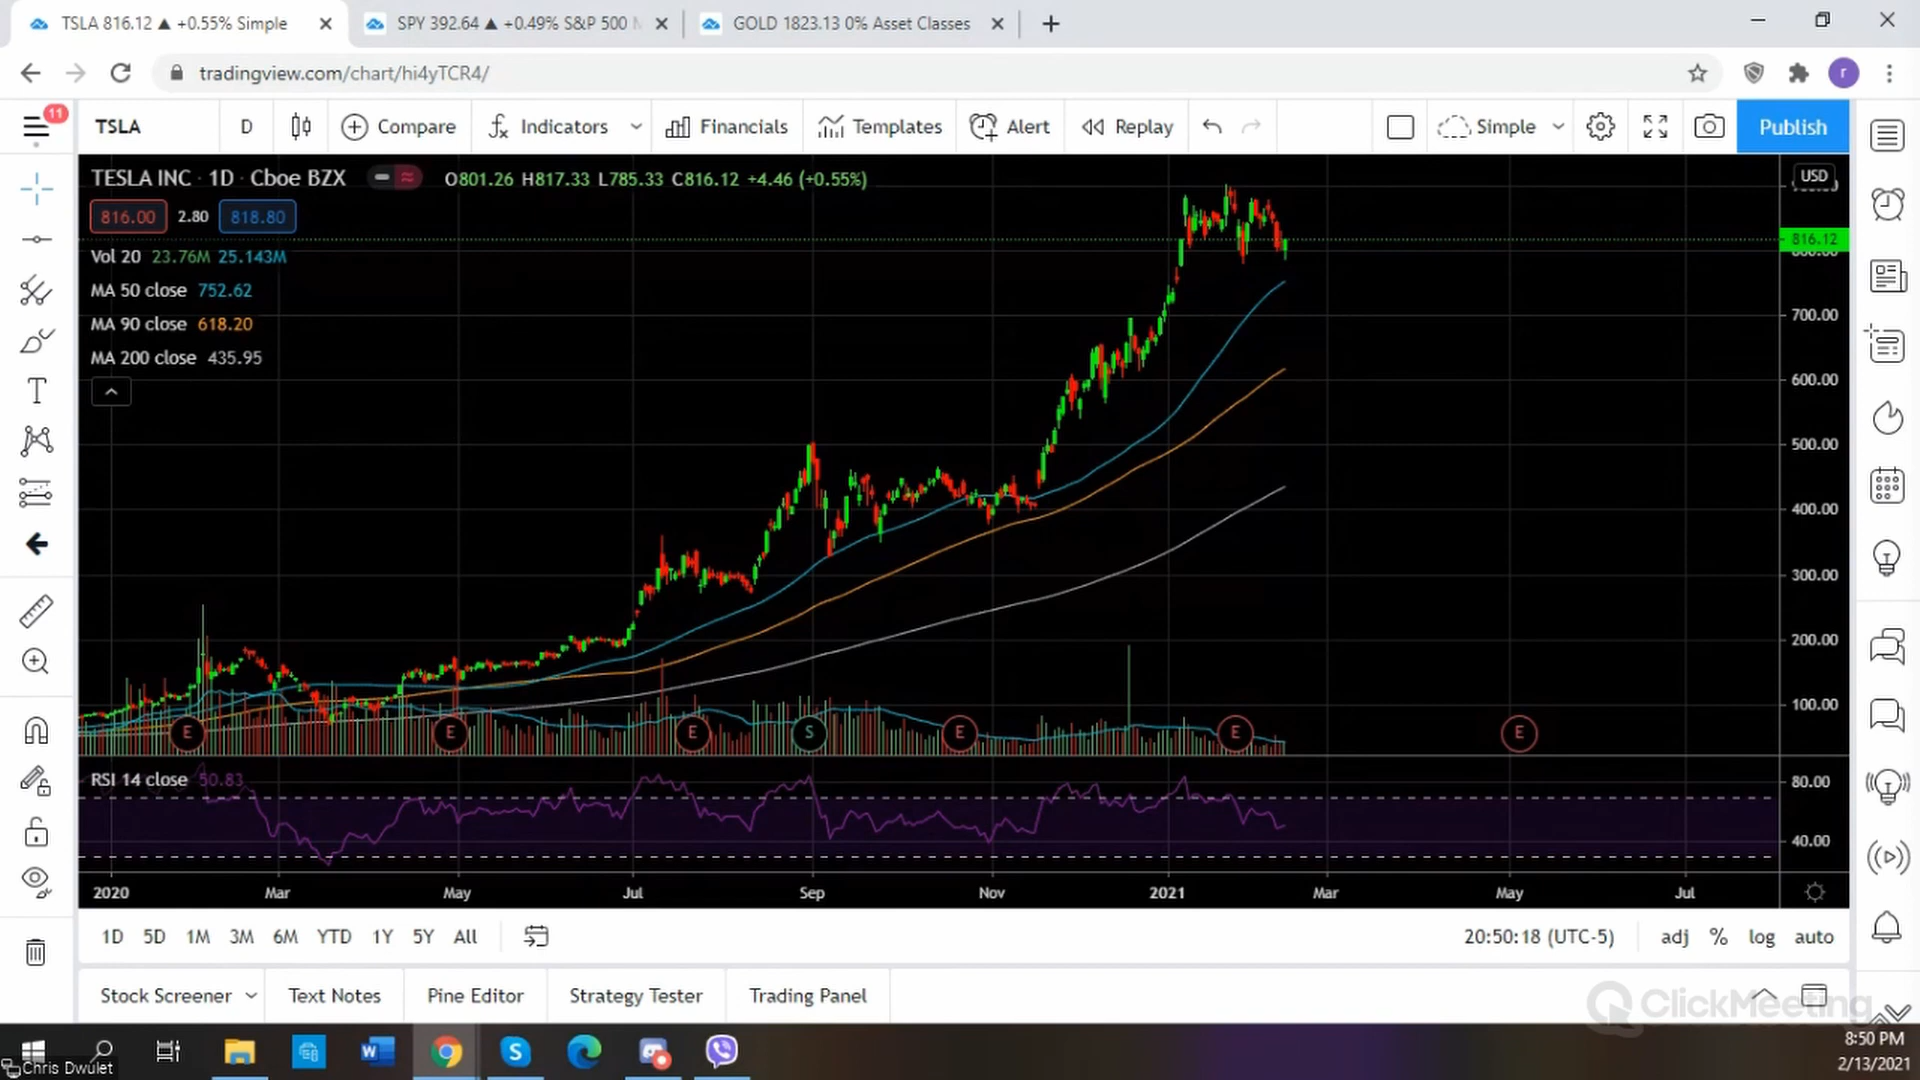 TSLA 816.12 ▲ +0.55% Simple
SPY 392.64 ▲ +0.49% S&P 500
GOLD 1823.13 0% Asset Classes
tradingview.com/chart/hi4yTCR4/
r
11
TSLA
D
Compare
Indicators
Financials
Templates
Alert
Replay
Simple
Publish
TESLA INC · 1D · Cboe BZX
O801.26 H817.33 L785.33 C816.12 +4.46 (+0.55%)
USD
816.00 2.80 818.80
816.12
Vol 20 23.76M 25.143M
MA 50 close 752.62
MA 90 close 618.20
MA 200 close 435.95
700.00
600.00
500.00
400.00
300.00
200.00
100.00
E E E S E E E
RSI 14 close 50.83
80.00
40.00
2020 Mar May Jul Sep Nov 2021 Mar May Jul
1D 5D 1M 3M 6M YTD 1Y 5Y All
20:50:18 (UTC-5)
adj % log auto
Stock Screener
Text Notes
Pine Editor
Strategy Tester
Trading Panel
ClickMeeting
8:50 PM
2/13/2021
Chris Dwulet